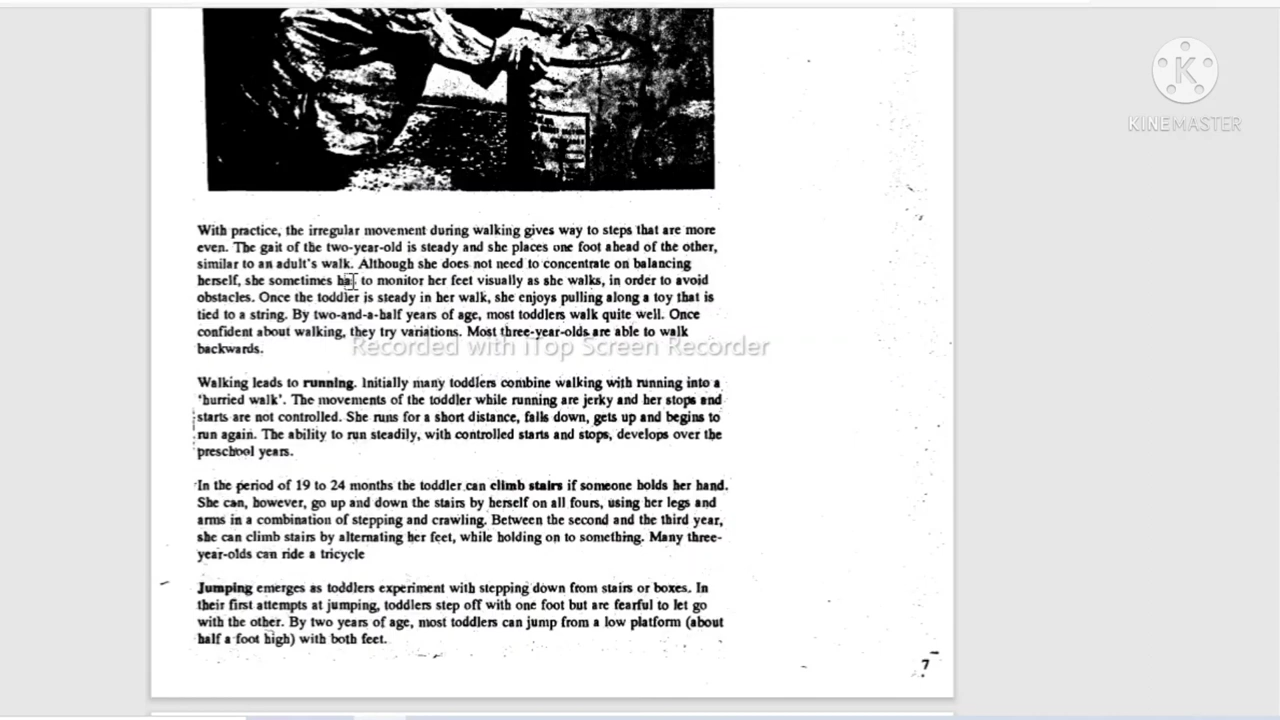 K
KINEMASTER
With practice, the irregular movement during walking gives way to steps that are more
even. The gait of the two-year-old is steady and she places one foot ahead of the other,
similar to an adult's walk. Although she does not need to concentrate on balancing
herself, she sometimes has to monitor her feet visually as she walks, in order to avoid
obstacles. Once the toddler is steady in her walk, she enjoys pulling along a toy that is
tied to a string. By two-and-a-half years of age, most toddlers walk quite well. Once
confident about walking, they try variations. Most three-year-olds are able to walk
backwards.
Recorded with iTop Screen Recorder
Walking leads to running. Initially many toddlers combine walking with running into a
'hurried walk'. The movements of the toddler while running are jerky and her stops and
starts are not controlled. She runs for a short distance, falls down, gets up and begins to
run again. The ability to run steadily, with controlled starts and stops, develops over the
preschool years.
In the period of 19 to 24 months the toddler can climb stairs if someone holds her hand.
She can, however, go up and down the stairs by herself on all fours, using her legs and
arms in a combination of stepping and crawling. Between the second and the third year,
she can climb stairs by alternating her feet, while holding on to something. Many three-
year-olds can ride a tricycle
Jumping emerges as toddlers experiment with stepping down from stairs or boxes. In
their first attempts at jumping, toddlers step off with one foot but are fearful to let go
with the other. By two years of age, most toddlers can jump from a low platform (about
half a foot high) with both feet.
7